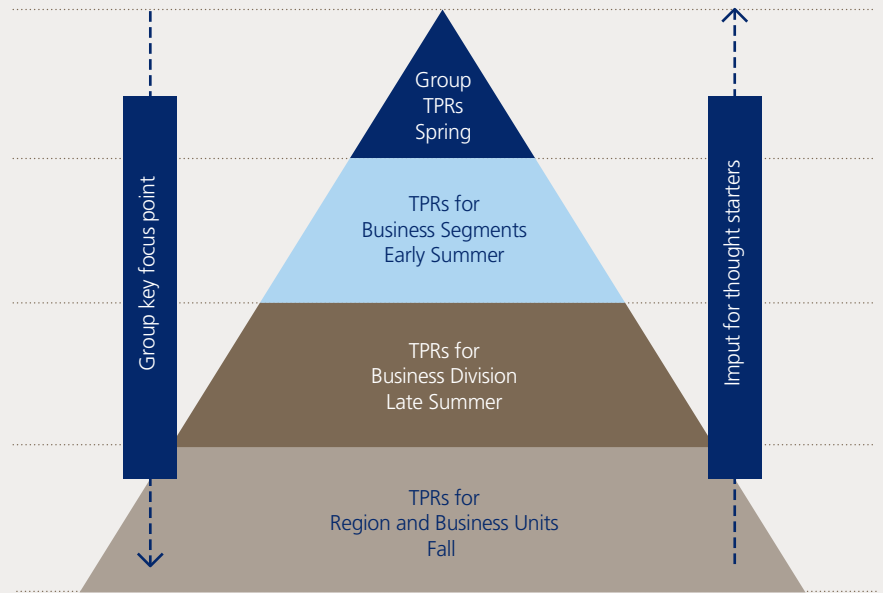 Group
TPRs
Spring
Group key focus point
TPRs for
Business Segments
Early Summer
Imput for thought starters
TPRs for
Business Division
Late Summer
TPRs for
Region and Business Units
Fall